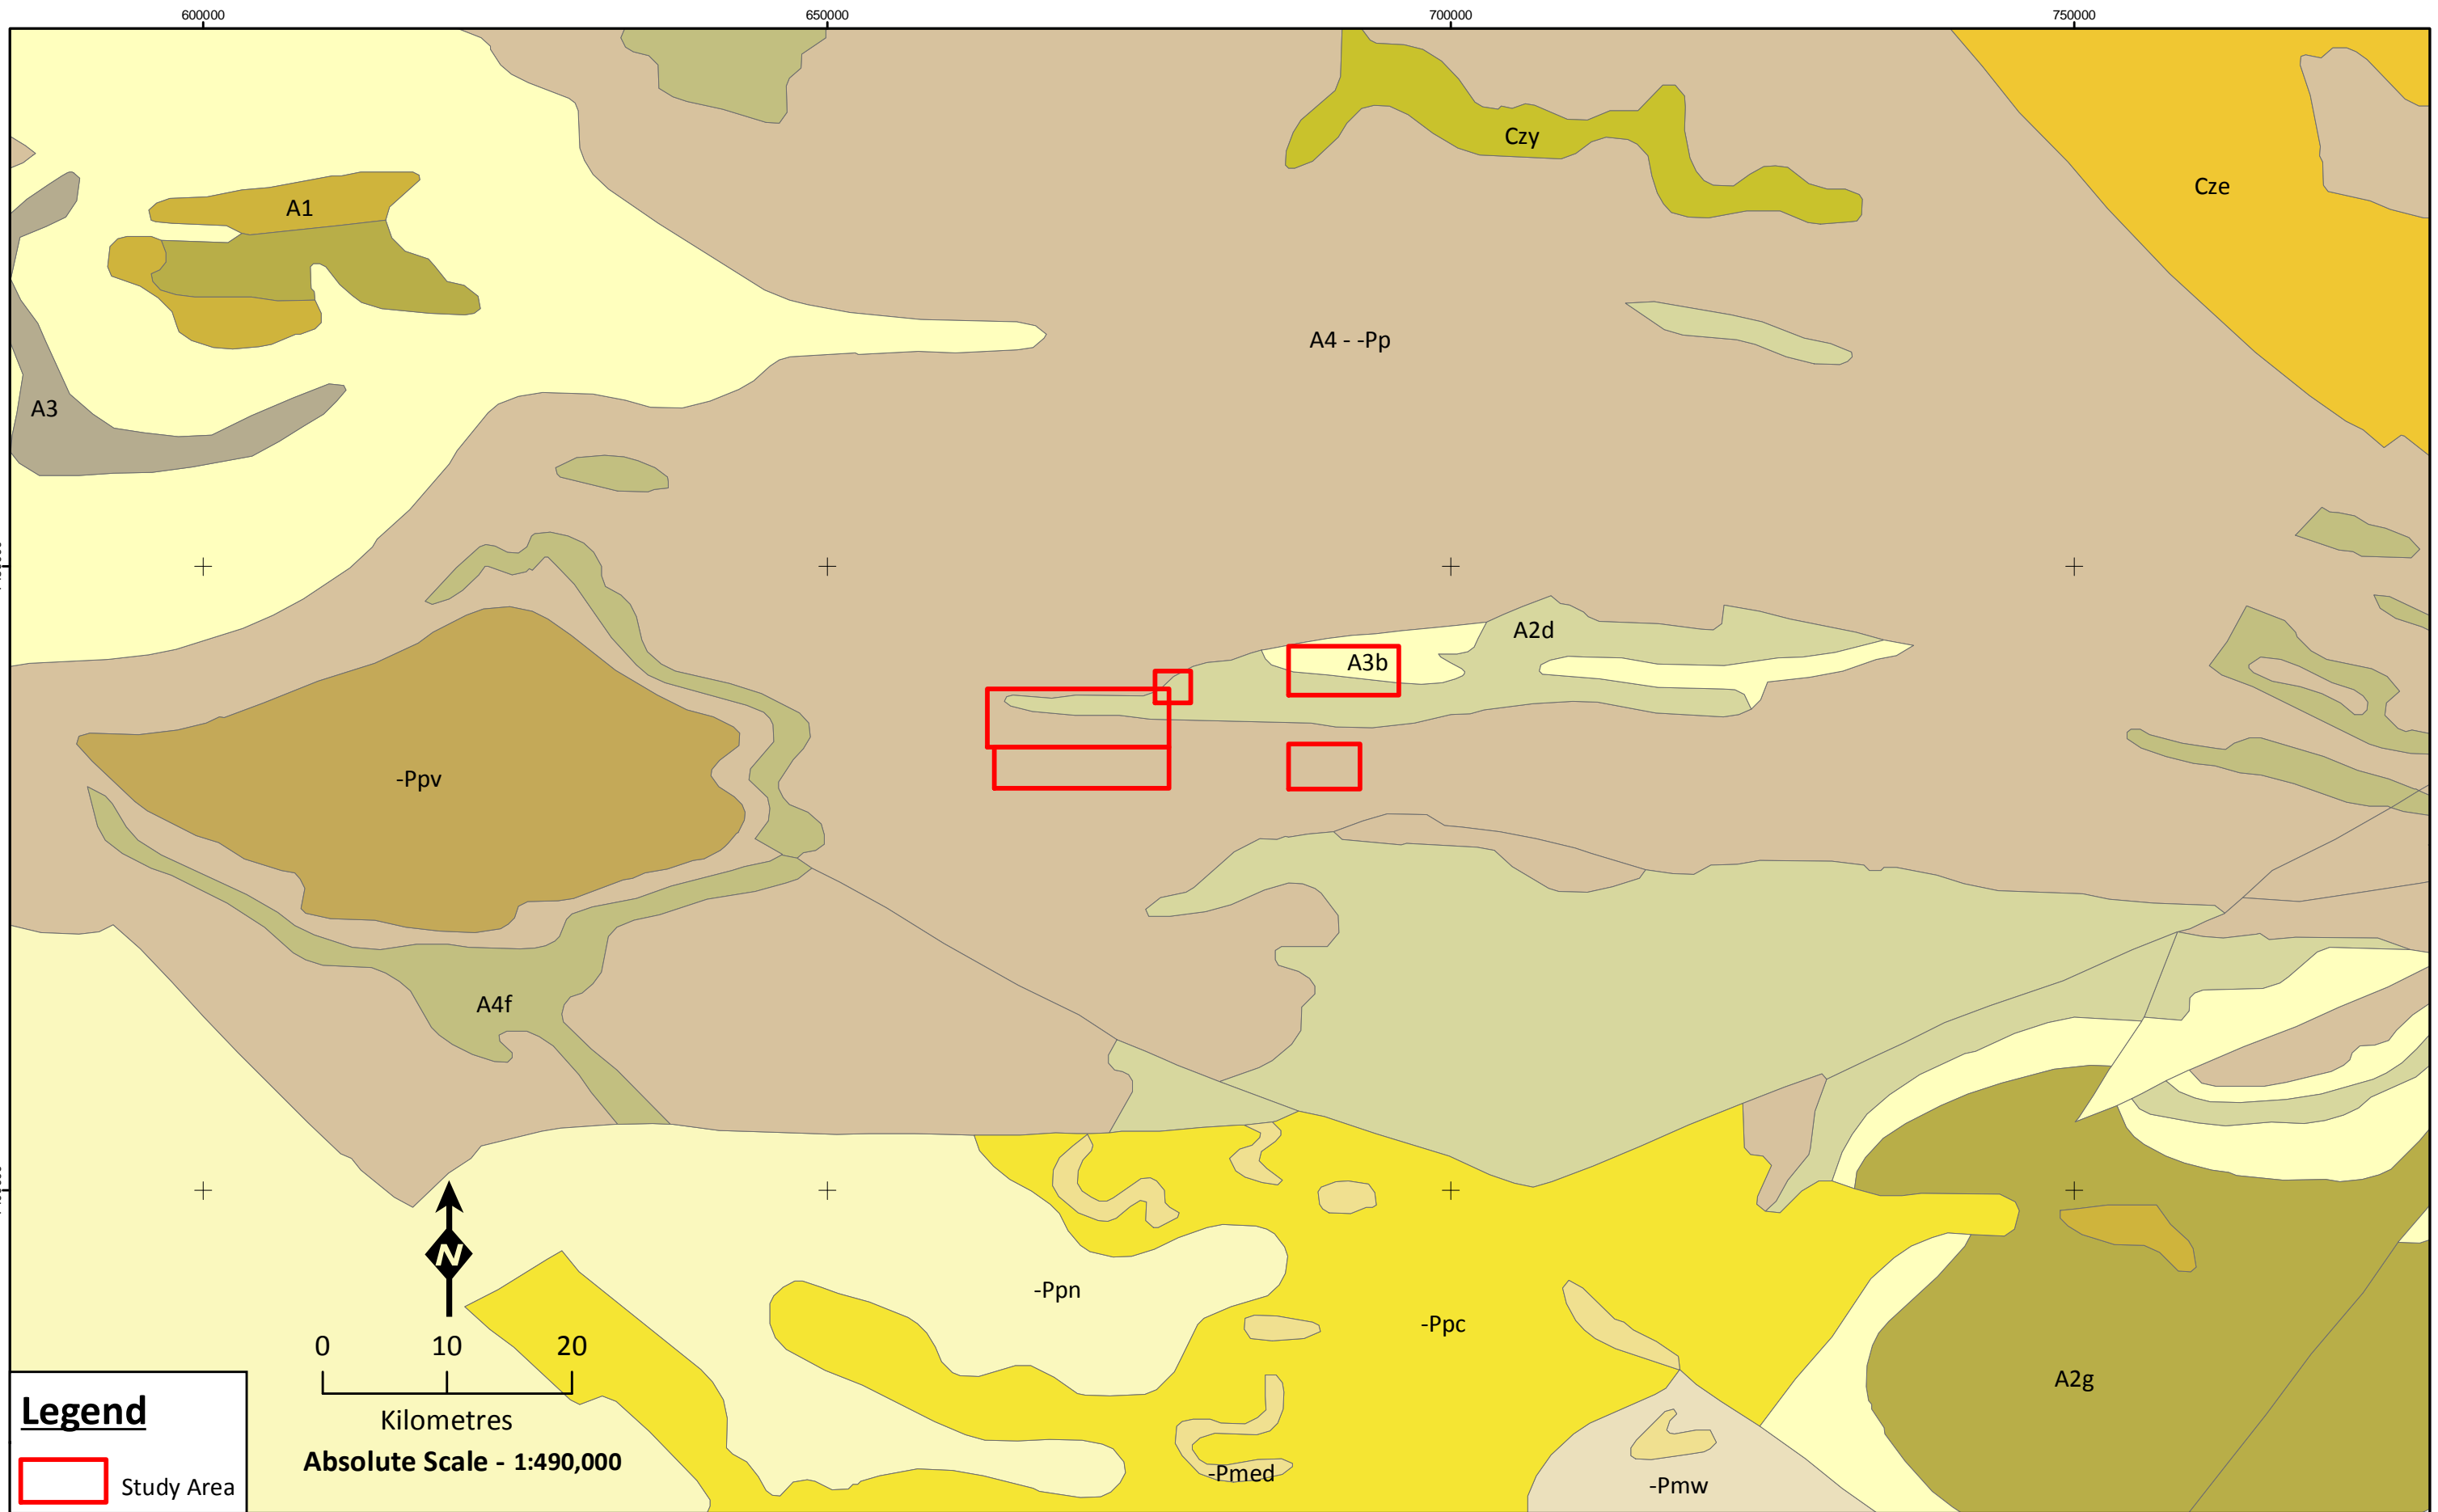 600000 650000 700000 750000
Czy
Cze
A1
A4 - -Pp
A3
A2d
A3b
-Ppv
A4f
N
-Ppn
-Ppc
0 10 20
Kilometres
Absolute Scale - 1:490,000
A2g
Legend
Study Area
-Pmed
-Pmw